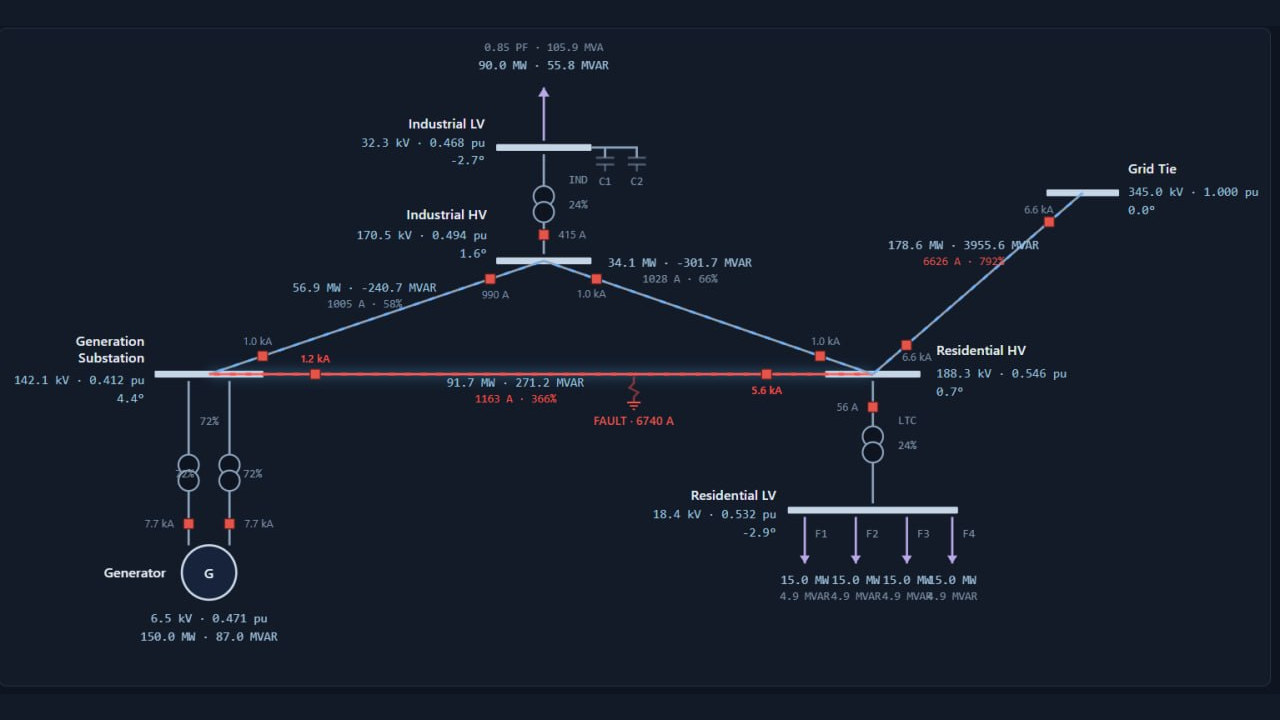 0.85 PF · 105.9 MVA
90.0 MW · 55.8 MVAR
Industrial LV
32.3 kV · 0.468 pu
-2.7°
IND
C1
C2
24%
Industrial HV
170.5 kV · 0.494 pu
1.6°
415 A
Grid Tie
345.0 kV · 1.000 pu
0.0°
6.6 kA
178.6 MW · 3955.6 MVAR
6626 A · 792%
34.1 MW · -301.7 MVAR
1028 A · 66%
56.9 MW · -240.7 MVAR
1005 A · 58%
990 A
1.0 kA
Generation
Substation
142.1 kV · 0.412 pu
4.4°
1.0 kA
1.2 kA
1.0 kA
6.6 kA
Residential HV
188.3 kV · 0.546 pu
0.7°
91.7 MW · 271.2 MVAR
1163 A · 366%
5.6 kA
FAULT · 6740 A
56 A
LTC
24%
72%
72%
72%
7.7 kA
7.7 kA
Residential LV
18.4 kV · 0.532 pu
-2.9°
F1
F2
F3
F4
15.0 MW
15.0 MW
15.0 MW
15.0 MW
4.9 MVAR
4.9 MVAR
4.9 MVAR
4.9 MVAR
Generator
G
6.5 kV · 0.471 pu
150.0 MW · 87.0 MVAR